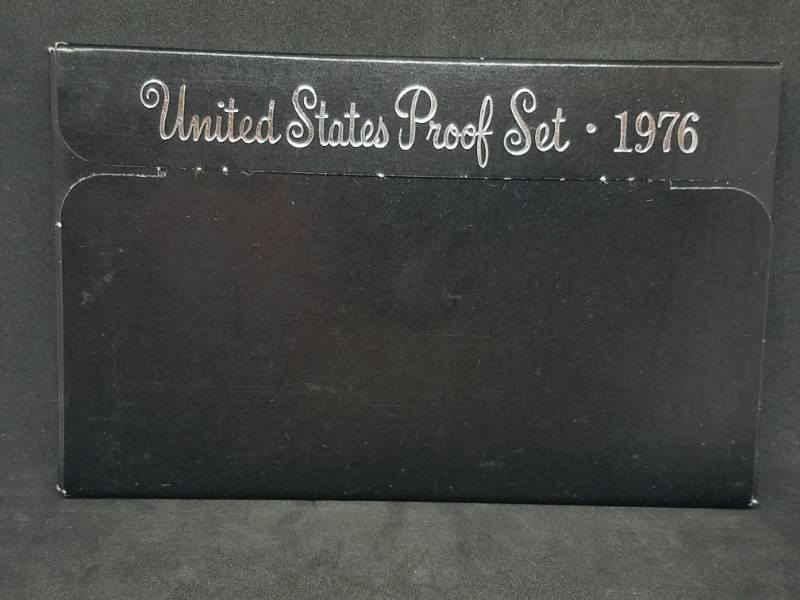 United States Proof Set • 1976